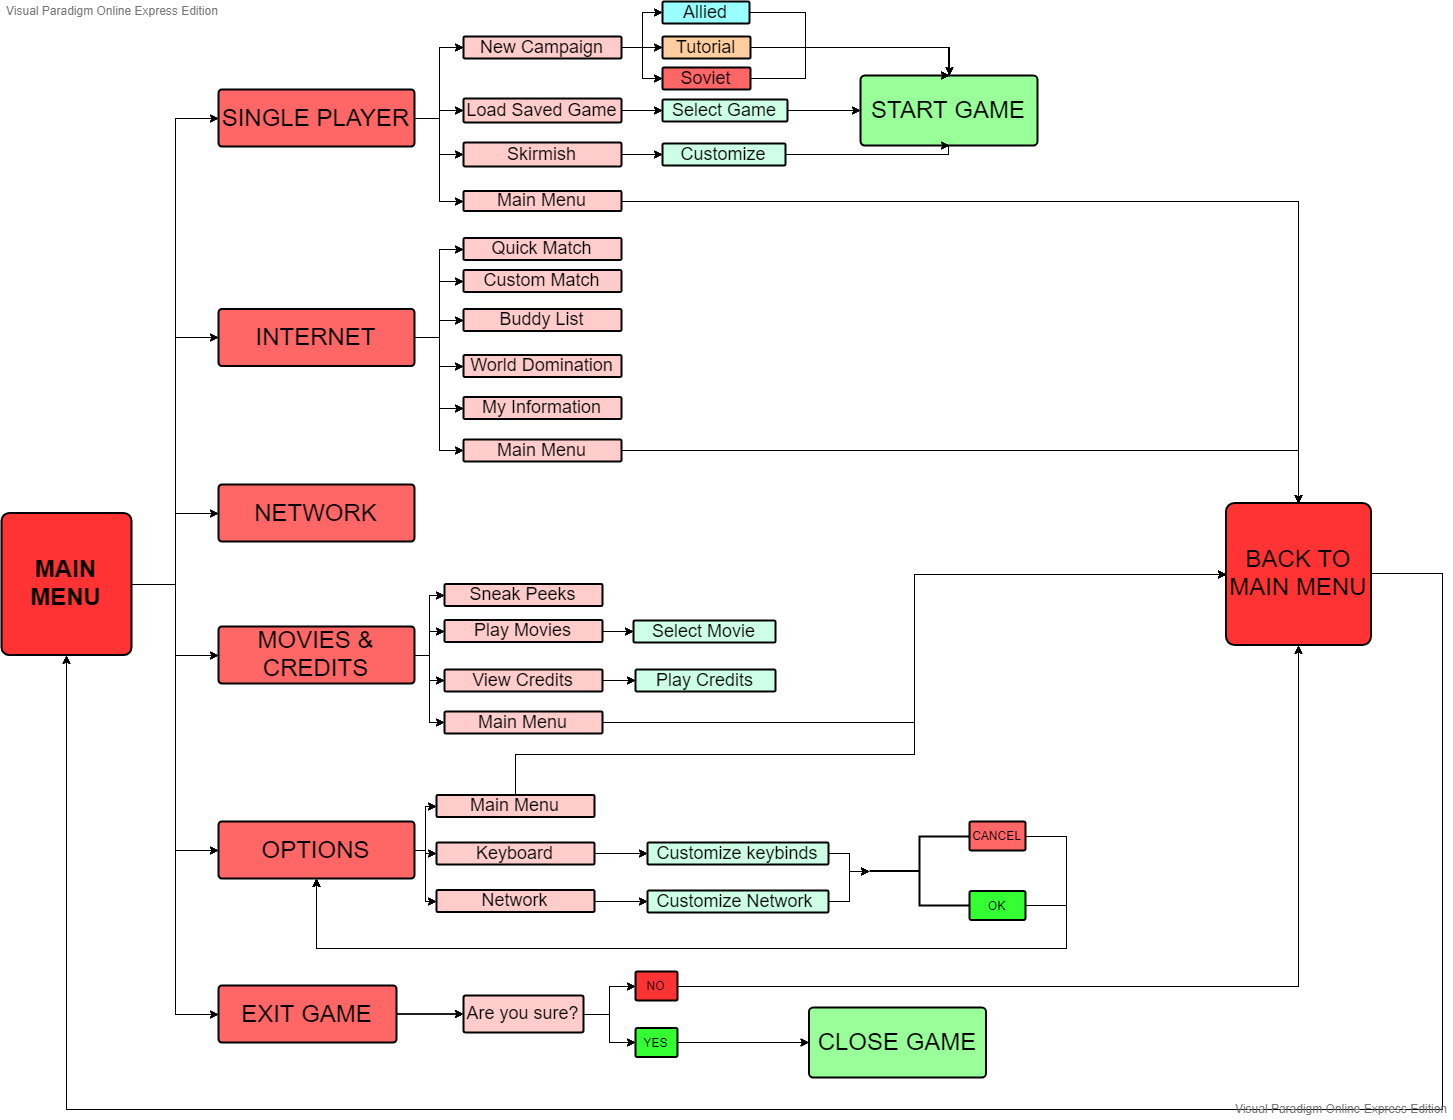 Visual Paradigm Online Express Edition
Allied
New Campaign
Tutorial
Soviet
SINGLE PLAYER
Load Saved Game
Select Game
START GAME
Skirmish
Customize
Main Menu
Quick Match
Custom Match
INTERNET
Buddy List
World Domination
My Information
Main Menu
NETWORK
MAIN
MENU
BACK TO
MAIN MENU
MOVIES &
CREDITS
Sneak Peeks
Play Movies
Select Movie
View Credits
Play Credits
Main Menu
OPTIONS
Main Menu
Keyboard
Customize keybinds
Network
Customize Network
CANCEL
OK
EXIT GAME
Are you sure?
NO
YES
CLOSE GAME
Visual Paradigm Online Express Edition